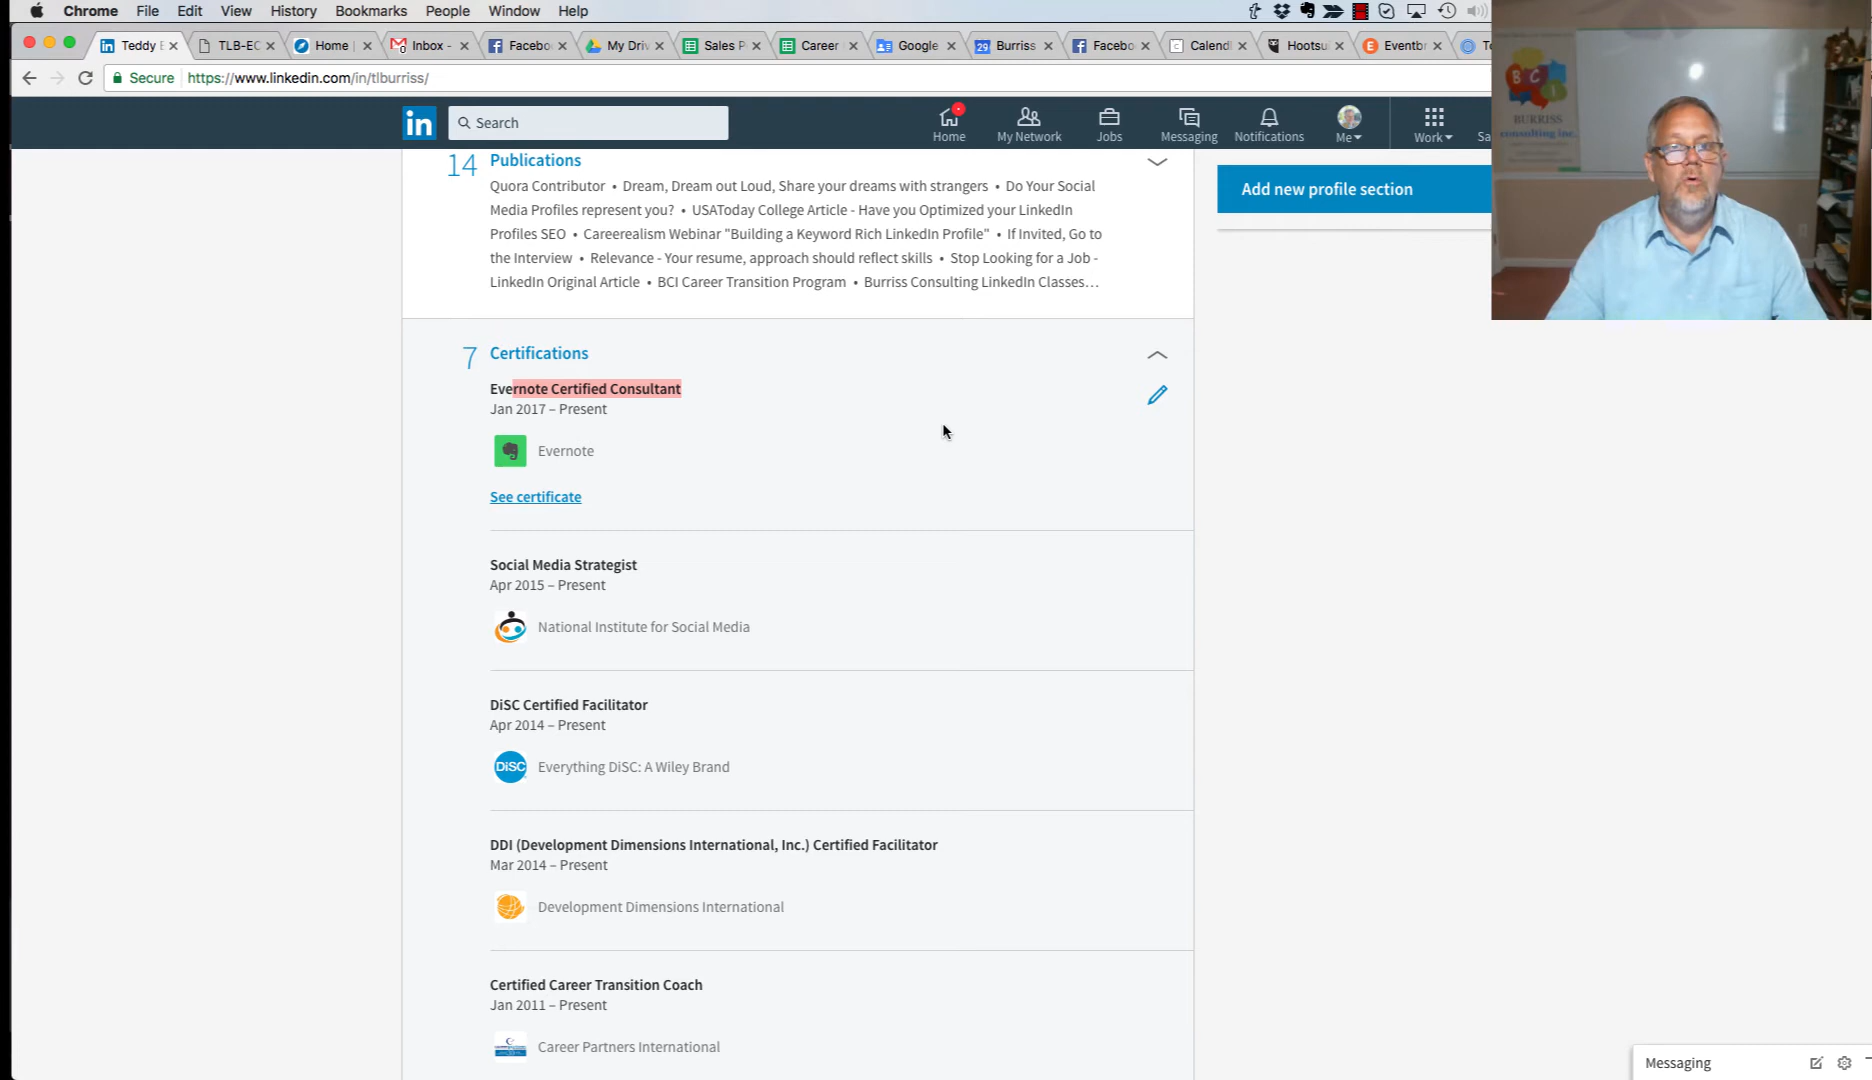 Chrome File Edit View History Bookmarks People Window Help
Teddy TLB-EC Home Inbox - Facebo My Driv Sales P Career Google 29 Burriss Facebo Calend Hootsu Eventbr
Secure https://www.linkedin.com/in/tlburriss/
in Search Home My Network Jobs Messaging Notifications Me Work Sa
BCI
BURRISS
consulting inc.
14 Publications
Quora Contributor • Dream, Dream out Loud, Share your dreams with strangers • Do Your Social
Media Profiles represent you? • USAToday College Article - Have you Optimized your LinkedIn
Profiles SEO • Careerealism Webinar "Building a Keyword Rich LinkedIn Profile" • If Invited, Go to
the Interview • Relevance - Your resume, approach should reflect skills • Stop Looking for a Job -
LinkedIn Original Article • BCI Career Transition Program • Burriss Consulting LinkedIn Classes…
Add new profile section
7 Certifications
Evernote Certified Consultant
Jan 2017 – Present
Evernote
See certificate
Social Media Strategist
Apr 2015 – Present
National Institute for Social Media
DiSC Certified Facilitator
Apr 2014 – Present
DiSC Everything DiSC: A Wiley Brand
DDI (Development Dimensions International, Inc.) Certified Facilitator
Mar 2014 – Present
Development Dimensions International
Certified Career Transition Coach
Jan 2011 – Present
Career Partners International
Messaging